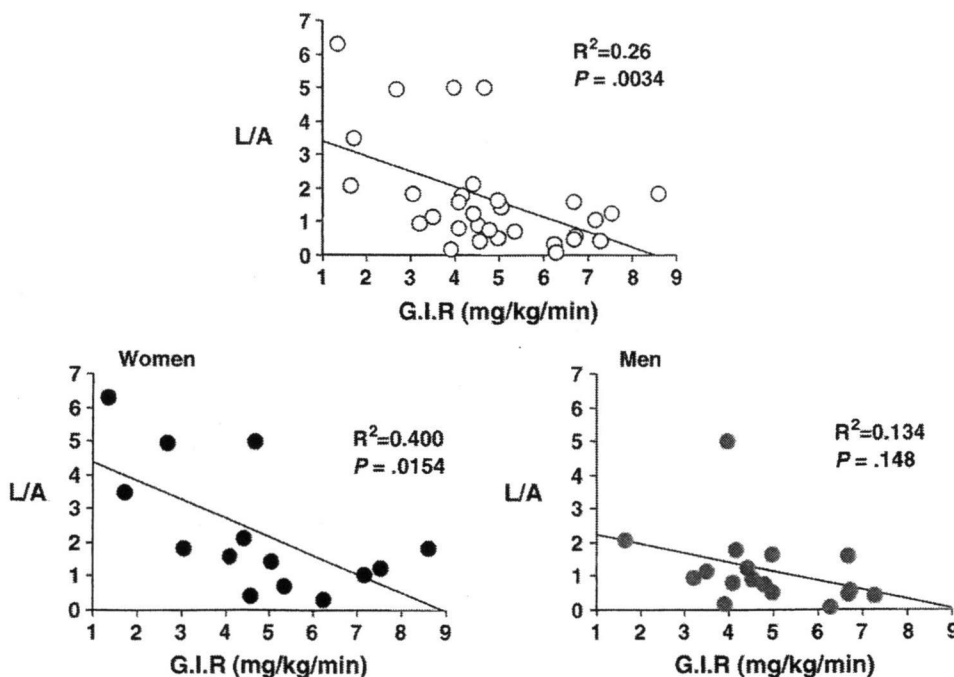 7
6
5
4
3
2
1
0
L/A
R²=0.26
P = .0034
1 2 3 4 5 6 7 8 9
G.I.R (mg/kg/min)
Women
7
6
5
4
3
2
1
0
L/A
R²=0.400
P = .0154
1 2 3 4 5 6 7 8 9
G.I.R (mg/kg/min)
Men
7
6
5
4
3
2
1
0
L/A
R²=0.134
P = .148
1 2 3 4 5 6 7 8 9
G.I.R (mg/kg/min)